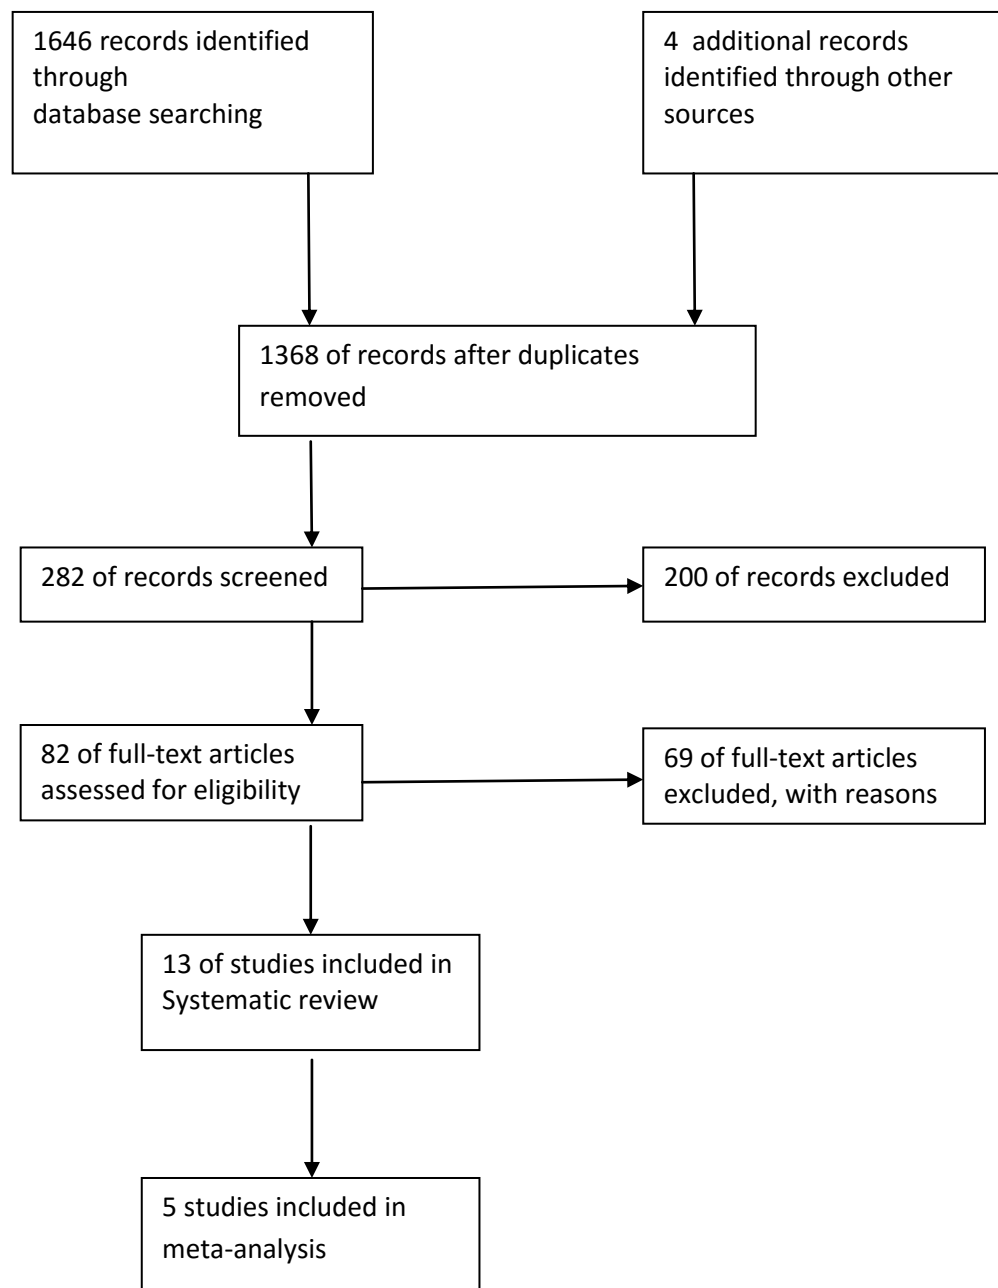 1646 records identified
through
database searching
4 additional records
identified through other
sources
1368 of records after duplicates
removed
282 of records screened
200 of records excluded
82 of full-text articles
assessed for eligibility
69 of full-text articles
excluded, with reasons
13 of studies included in
Systematic review
5 studies included in
meta-analysis